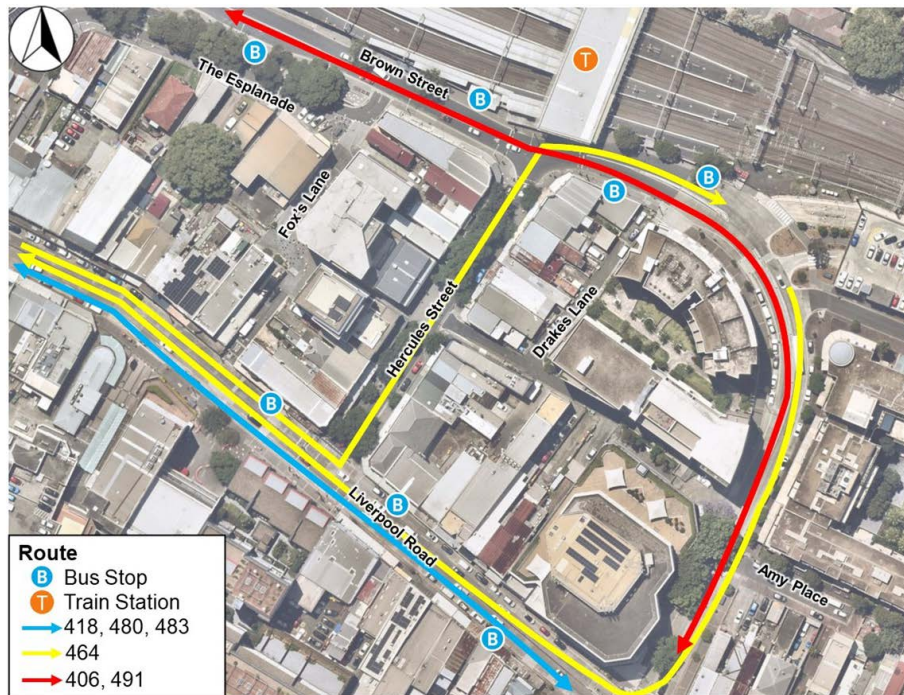 B
Brown Street
T
The Esplanade
B
B
B
Fox's Lane
Hercules Street
Drakes Lane
B
B
Liverpool Road
Amy Place
B
Route
B Bus Stop
T Train Station
418, 480, 483
464
406, 491